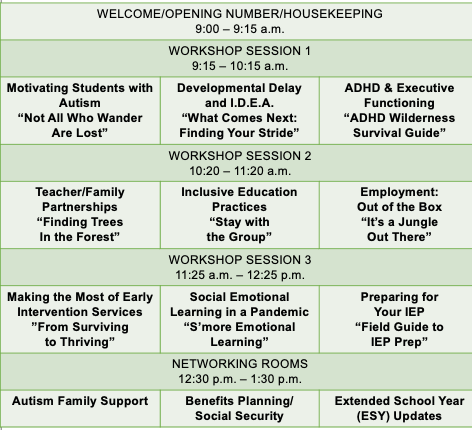 WELCOME/OPENING NUMBER/HOUSEKEEPING
9:00 – 9:15 a.m.
WORKSHOP SESSION 1
9:15 – 10:15 a.m.
Motivating Students with
Autism
“Not All Who Wander
Are Lost”
Developmental Delay
and I.D.E.A.
“What Comes Next:
Finding Your Stride”
ADHD & Executive
Functioning
“ADHD Wilderness
Survival Guide”
WORKSHOP SESSION 2
10:20 – 11:20 a.m.
Teacher/Family
Partnerships
“Finding Trees
In the Forest”
Inclusive Education
Practices
“Stay with
the Group”
Employment:
Out of the Box
“It’s a Jungle
Out There”
WORKSHOP SESSION 3
11:25 a.m. – 12:25 p.m.
Making the Most of Early
Intervention Services
”From Surviving
to Thriving”
Social Emotional
Learning in a Pandemic
“S’more Emotional
Learning”
Preparing for
Your IEP
“Field Guide to
IEP Prep”
NETWORKING ROOMS
12:30 p.m. – 1:30 p.m.
Autism Family Support
Benefits Planning/
Social Security
Extended School Year
(ESY) Updates